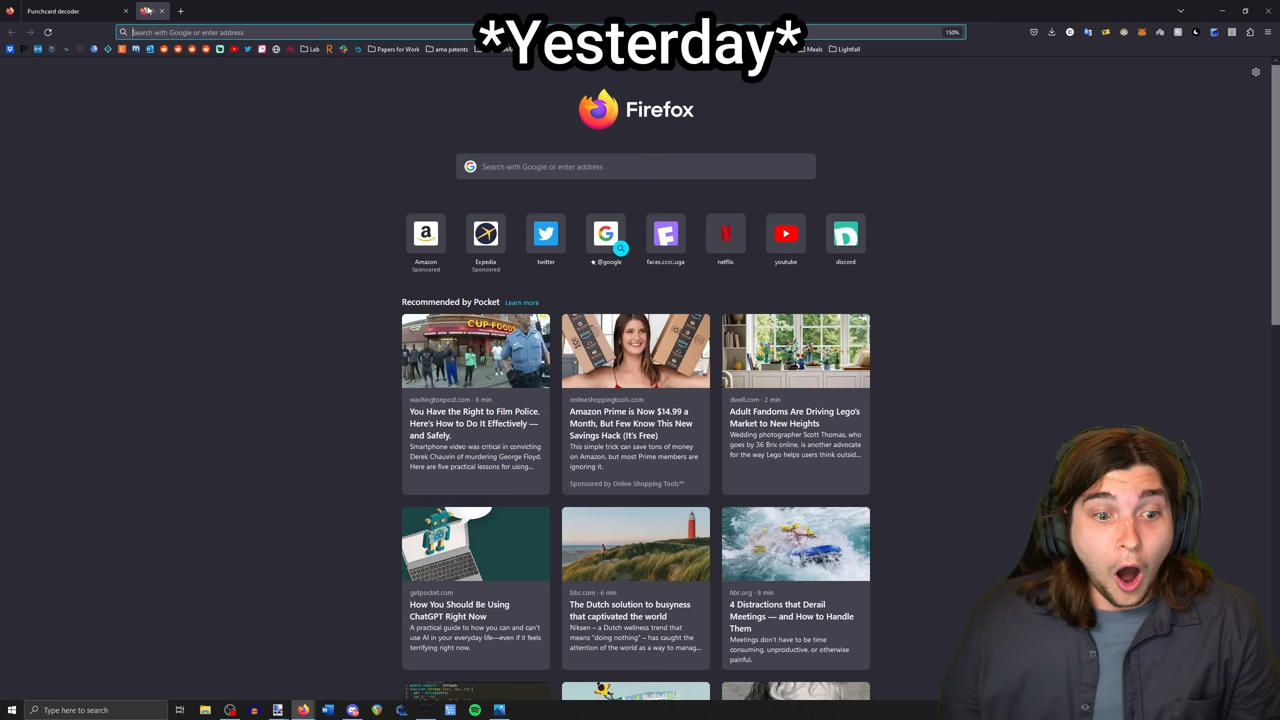 Punchcard decoder
Search with Google or enter address
150%
*Yesterday*
Lab
Papers for Work
ama patents
Meals
Lightfall
Firefox
Search with Google or enter address
Amazon
Sponsored
Expedia
Sponsored
twitter
@google
faces.ccrc.uga
netflix
youtube
discord
Recommended by Pocket
Learn more
CUP FOODS
washingtonpost.com · 8 min
You Have the Right to Film Police.
Here's How to Do It Effectively —
and Safely.
Smartphone video was critical in convicting
Derek Chauvin of murdering George Floyd.
Here are five practical lessons for using...
onlineshoppingtools.com
Amazon Prime is Now $14.99 a
Month, But Few Know This New
Savings Hack (It's Free)
This simple trick can save tons of money
on Amazon, but most Prime members are
ignoring it.
Sponsored by Online Shopping Tools™
dwell.com · 2 min
Adult Fandoms Are Driving Lego's
Market to New Heights
Wedding photographer Scott Thomas, who
goes by 36 Brix online, is another advocate
for the way Lego helps users think outsid...
getpocket.com
How You Should Be Using
ChatGPT Right Now
A practical guide for how you can and can't
use AI in your everyday life—even if it feels
terrifying right now.
bbc.com · 6 min
The Dutch solution to busyness
that captivated the world
Niksen – a Dutch wellness trend that
means "doing nothing" – has caught the
attention of the world as a way to manag...
hbr.org · 8 min
4 Distractions that Derail
Meetings — and How to Handle
Them
Meetings don't have to be time
consuming, unproductive, or otherwise
painful.
Type here to search